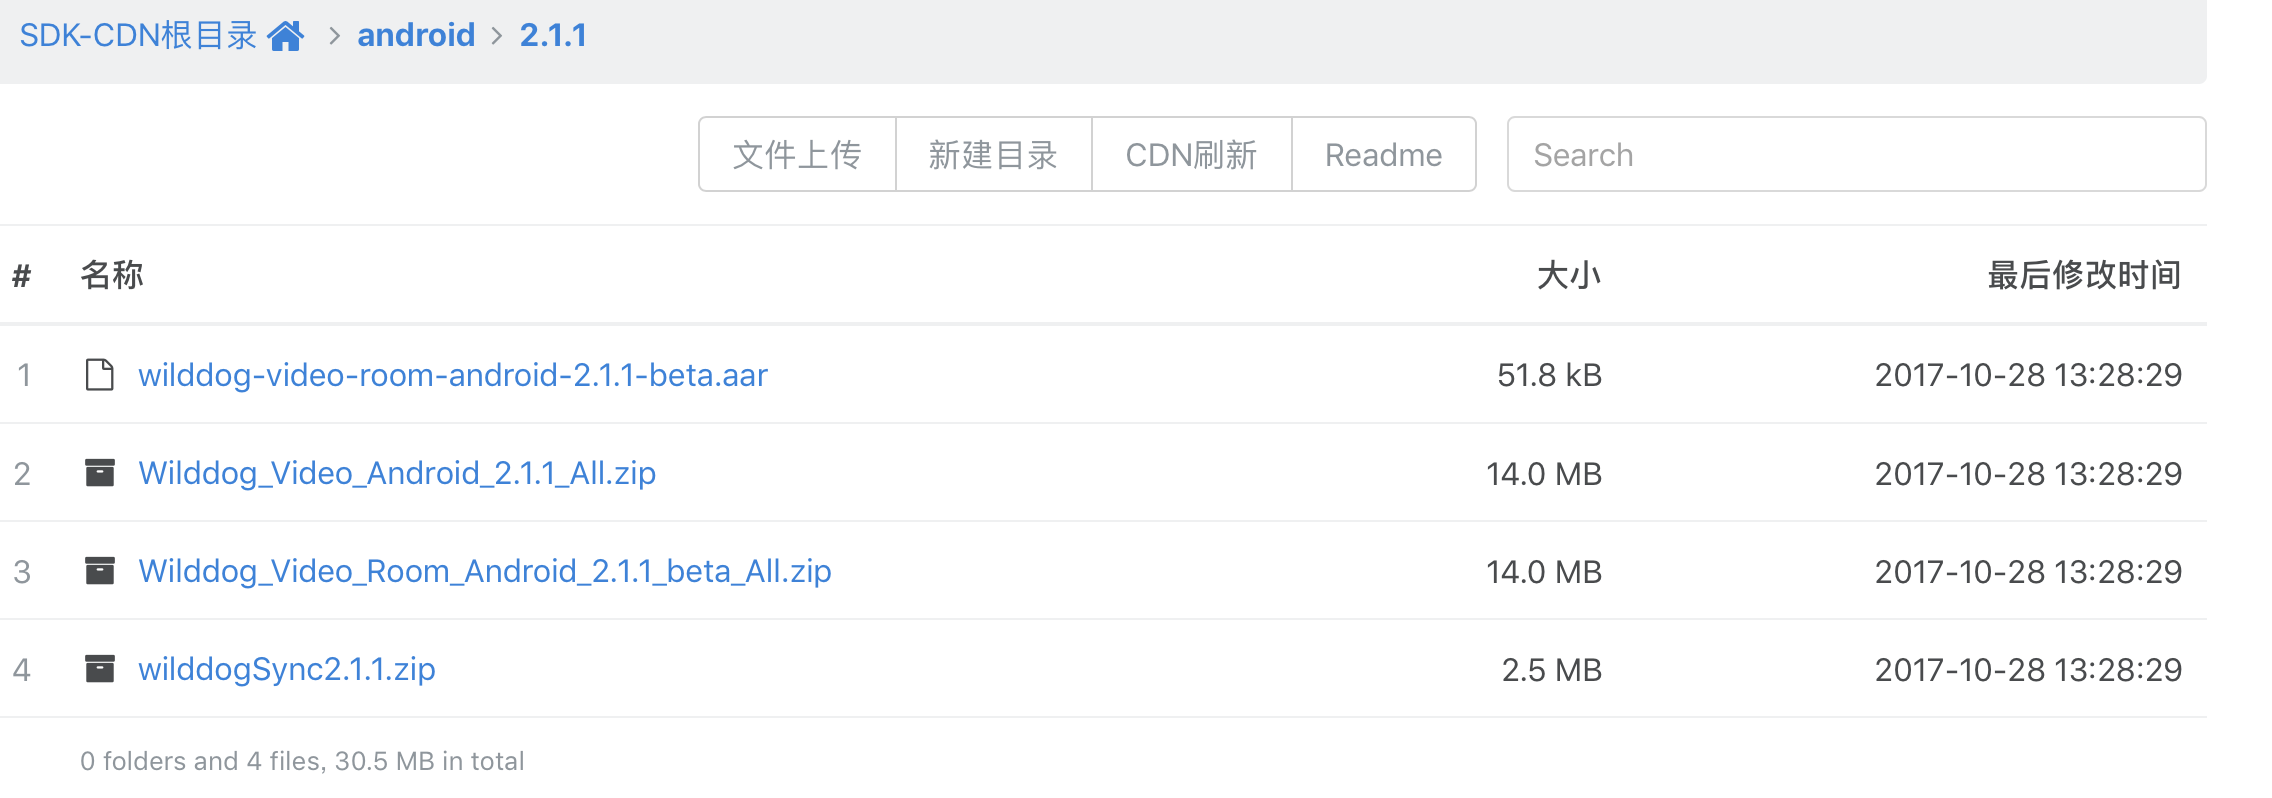 SDK-CDN根目录 > android > 2.1.1
文件上传 新建目录 CDN刷新 Readme Search
# 名称 大小 最后修改时间
1 wilddog-video-room-android-2.1.1-beta.aar 51.8 kB 2017-10-28 13:28:29
2 Wilddog_Video_Android_2.1.1_All.zip 14.0 MB 2017-10-28 13:28:29
3 Wilddog_Video_Room_Android_2.1.1_beta_All.zip 14.0 MB 2017-10-28 13:28:29
4 wilddogSync2.1.1.zip 2.5 MB 2017-10-28 13:28:29
0 folders and 4 files, 30.5 MB in total